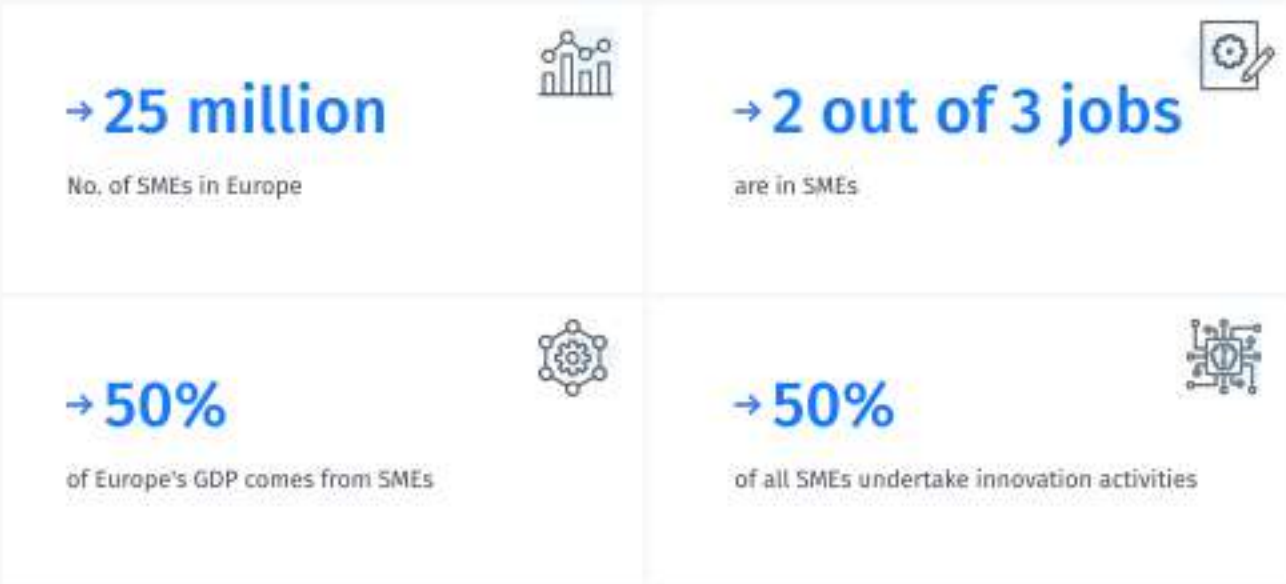 → 25 million
No. of SMEs in Europe
→ 2 out of 3 jobs
are in SMEs
→ 50%
of Europe's GDP comes from SMEs
→ 50%
of all SMEs undertake innovation activities